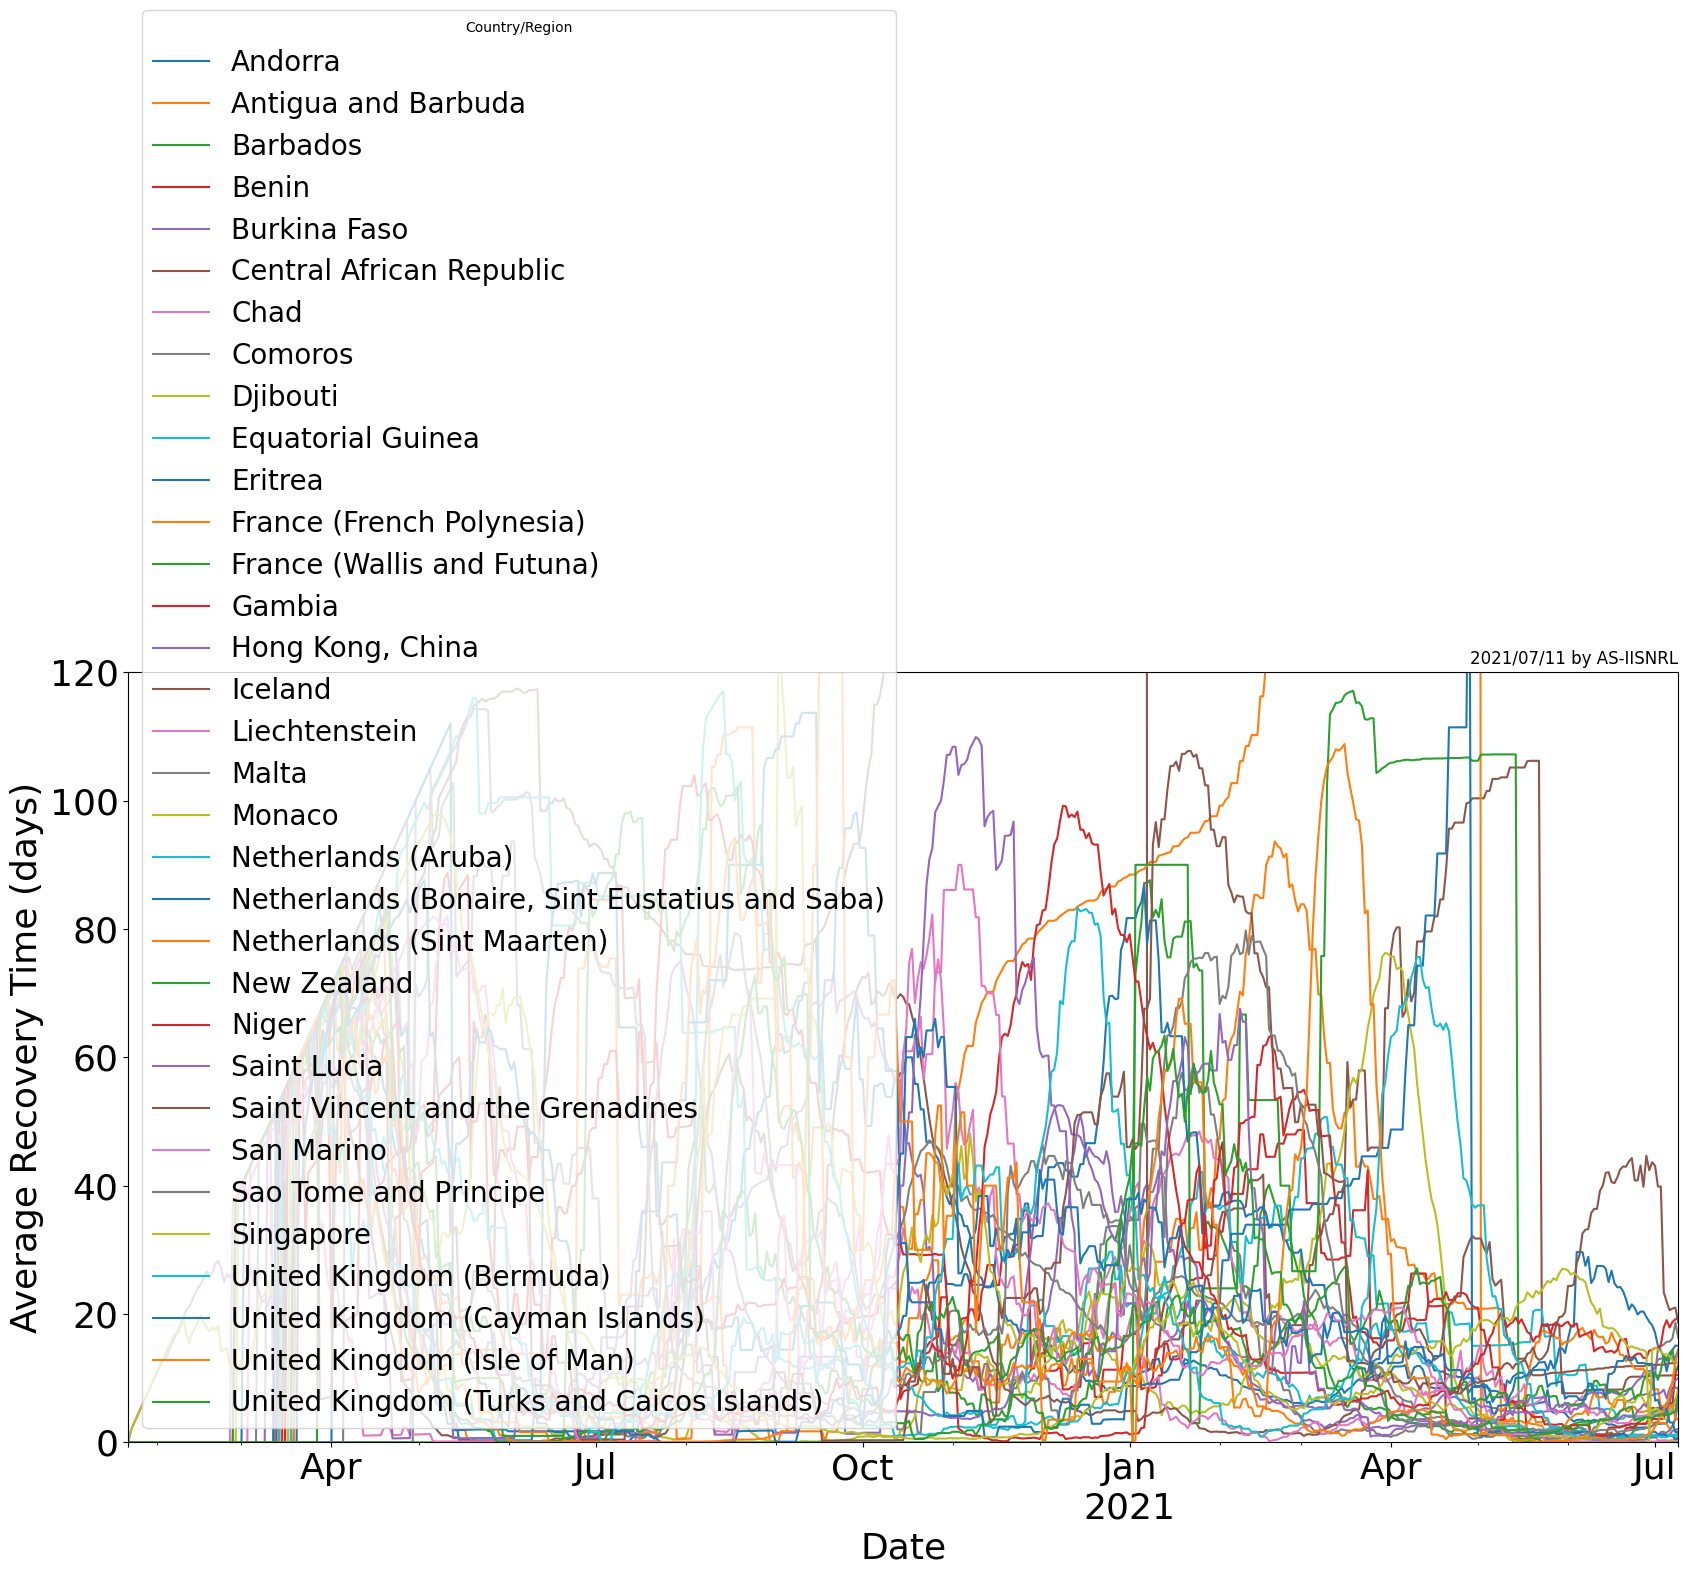 Country/Region
Andorra
Antigua and Barbuda
Barbados
Benin
Burkina Faso
Central African Republic
Chad
Comoros
Djibouti
Equatorial Guinea
Eritrea
France (French Polynesia)
France (Wallis and Futuna)
Gambia
Hong Kong, China
Iceland
Liechtenstein
Malta
Monaco
Netherlands (Aruba)
Netherlands (Bonaire, Sint Eustatius and Saba)
Netherlands (Sint Maarten)
New Zealand
Niger
Saint Lucia
Saint Vincent and the Grenadines
San Marino
Sao Tome and Principe
Singapore
United Kingdom (Bermuda)
United Kingdom (Cayman Islands)
United Kingdom (Isle of Man)
United Kingdom (Turks and Caicos Islands)
2021/07/11 by AS-IISNRL
120
100
80
60
40
20
0
Average Recovery Time (days)
Apr Jul Oct Jan Apr Jul
2021
Date